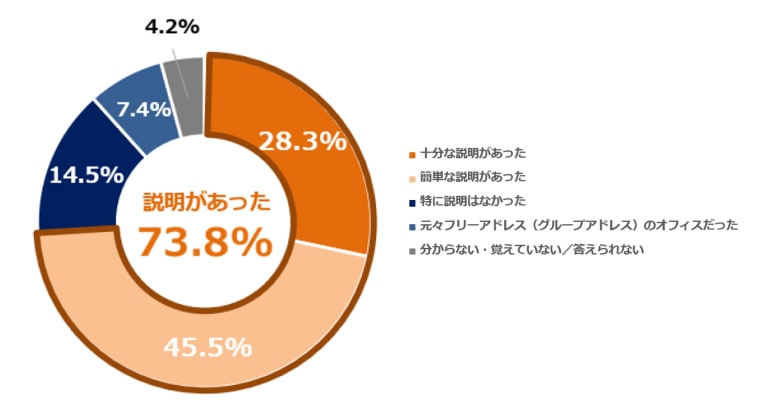 4.2%
7.4%
28.3%
14.5%
説明があった
73.8%
45.5%
十分な説明があった
簡単な説明があった
特に説明はなかった
元々フリーアドレス（グループアドレス）のオフィスだった
分からない・覚えていない／答えられない